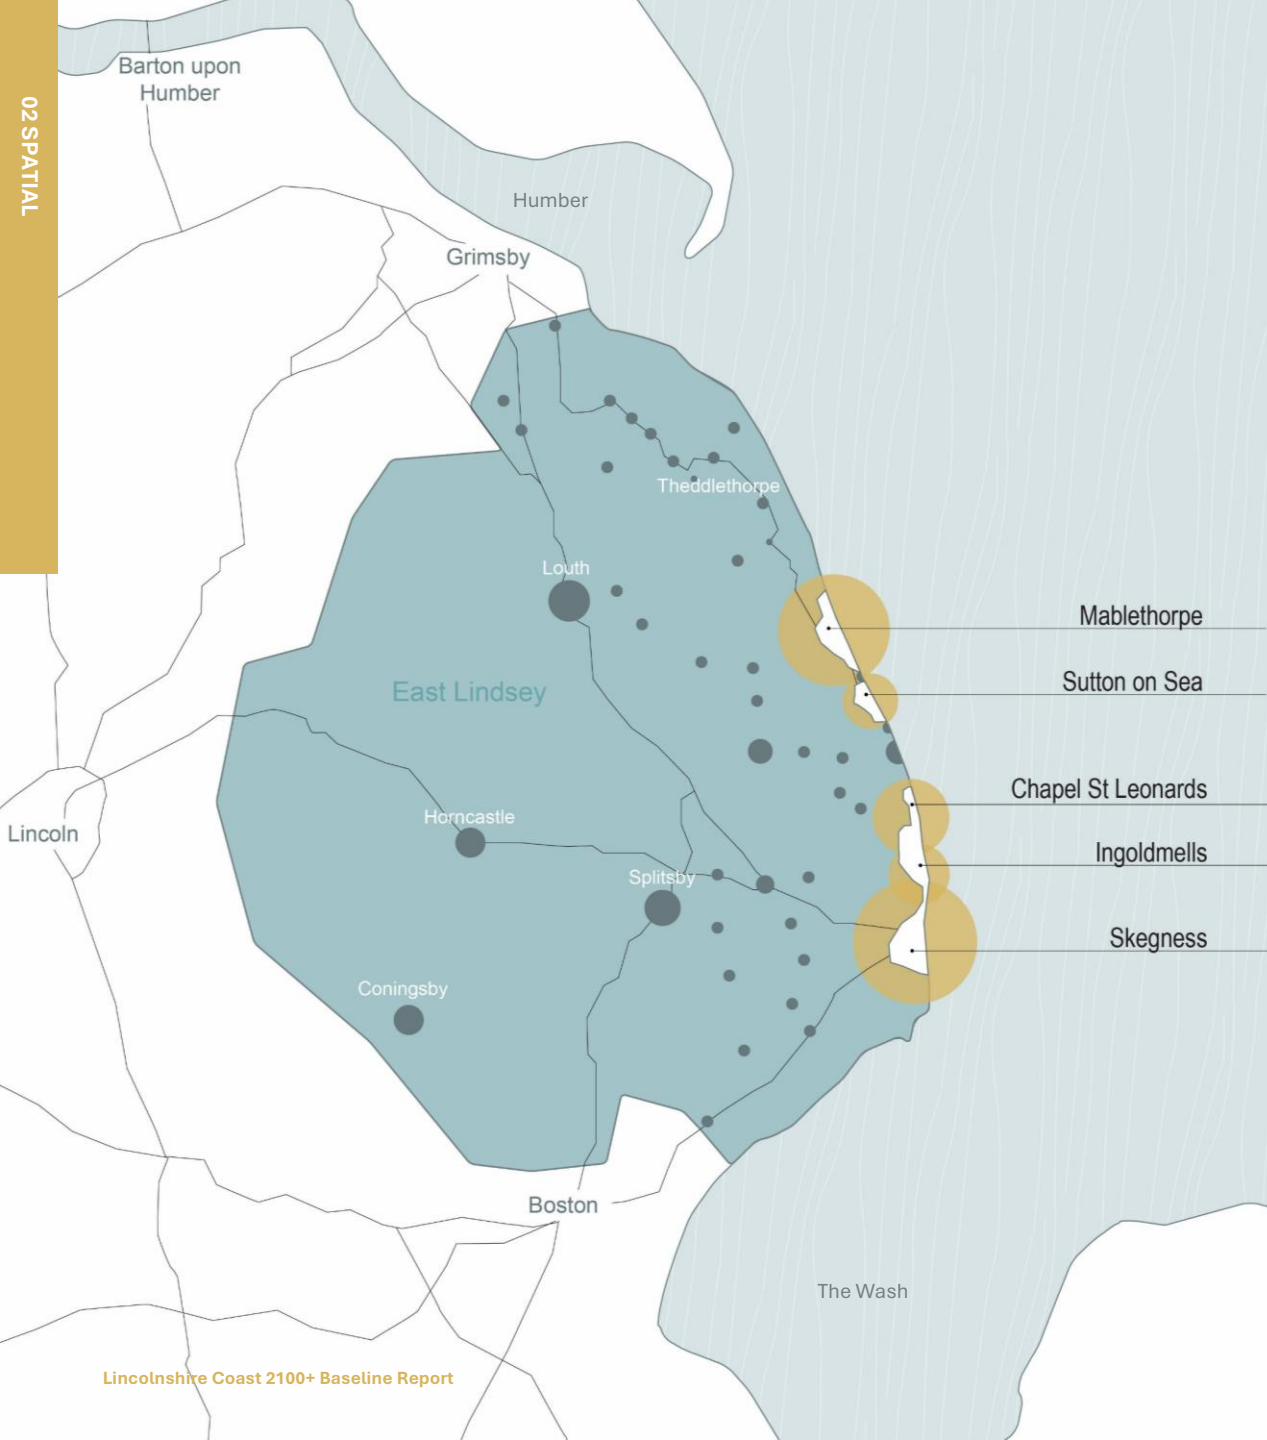 02 SPATIAL
Barton upon
Humber
Humber
Grimsby
Theddlethorpe
Louth
Mablethorpe
Sutton on Sea
East Lindsey
Chapel St Leonards
Horncastle
Lincoln
Ingoldmells
Splitsby
Skegness
Coningsby
Boston
The Wash
Lincolnshire Coast 2100+ Baseline Report